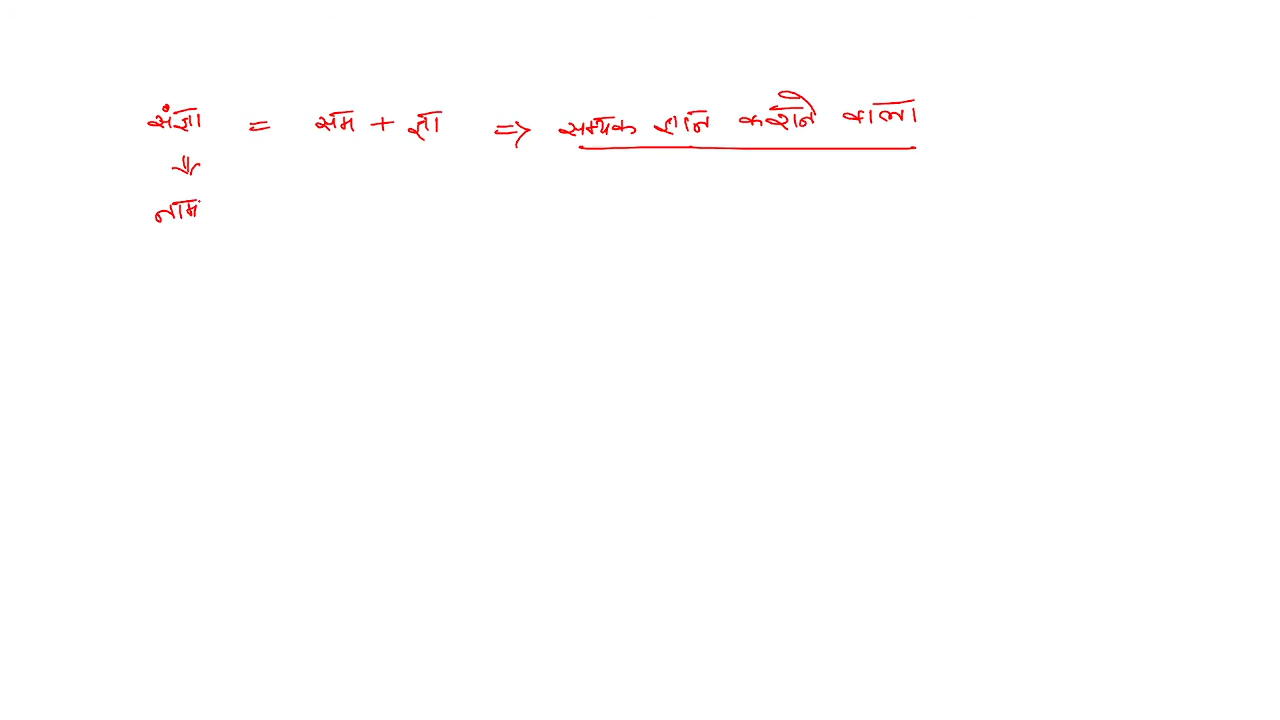 संज्ञा = सम + ज्ञा ⇒ सम्यक ज्ञान कराने वाला
⇓
नाम